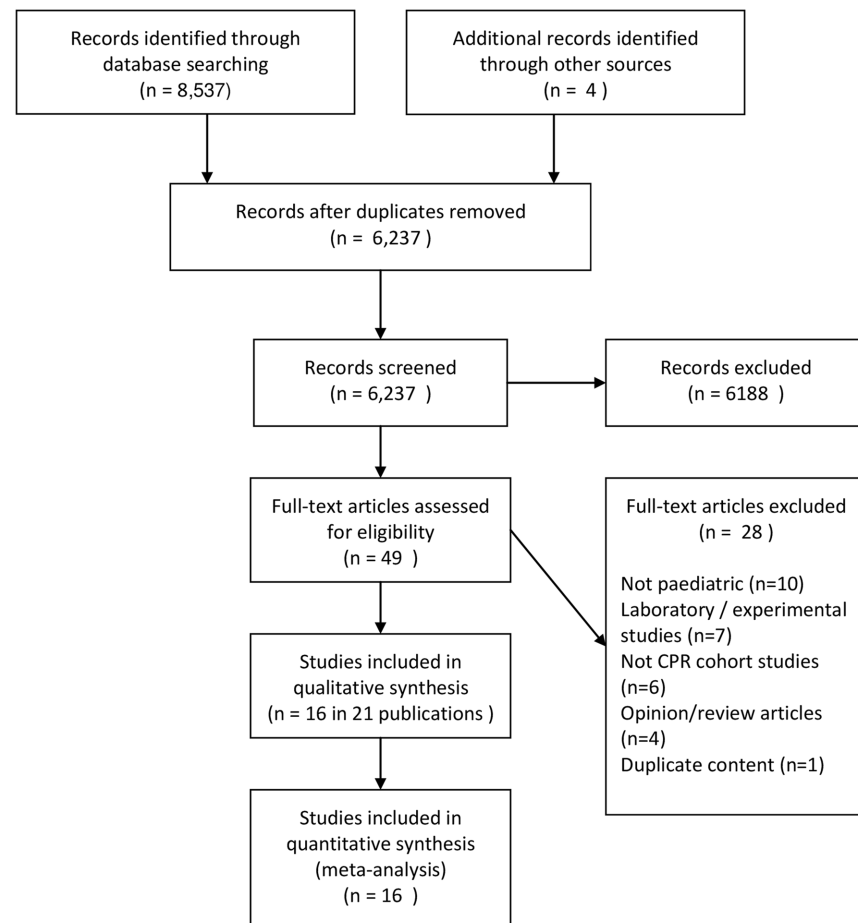 Records identified through
database searching
(n = 8,537)
Additional records identified
through other sources
(n = 4 )
Records after duplicates removed
(n = 6,237 )
Records screened
(n = 6,237 )
Records excluded
(n = 6188 )
Full-text articles assessed
for eligibility
(n = 49 )
Full-text articles excluded
(n = 28 )
Not paediatric (n=10)
Laboratory / experimental
studies (n=7)
Not CPR cohort studies
(n=6)
Opinion/review articles
(n=4)
Duplicate content (n=1)
Studies included in
qualitative synthesis
(n = 16 in 21 publications )
Studies included in
quantitative synthesis
(meta-analysis)
(n = 16 )